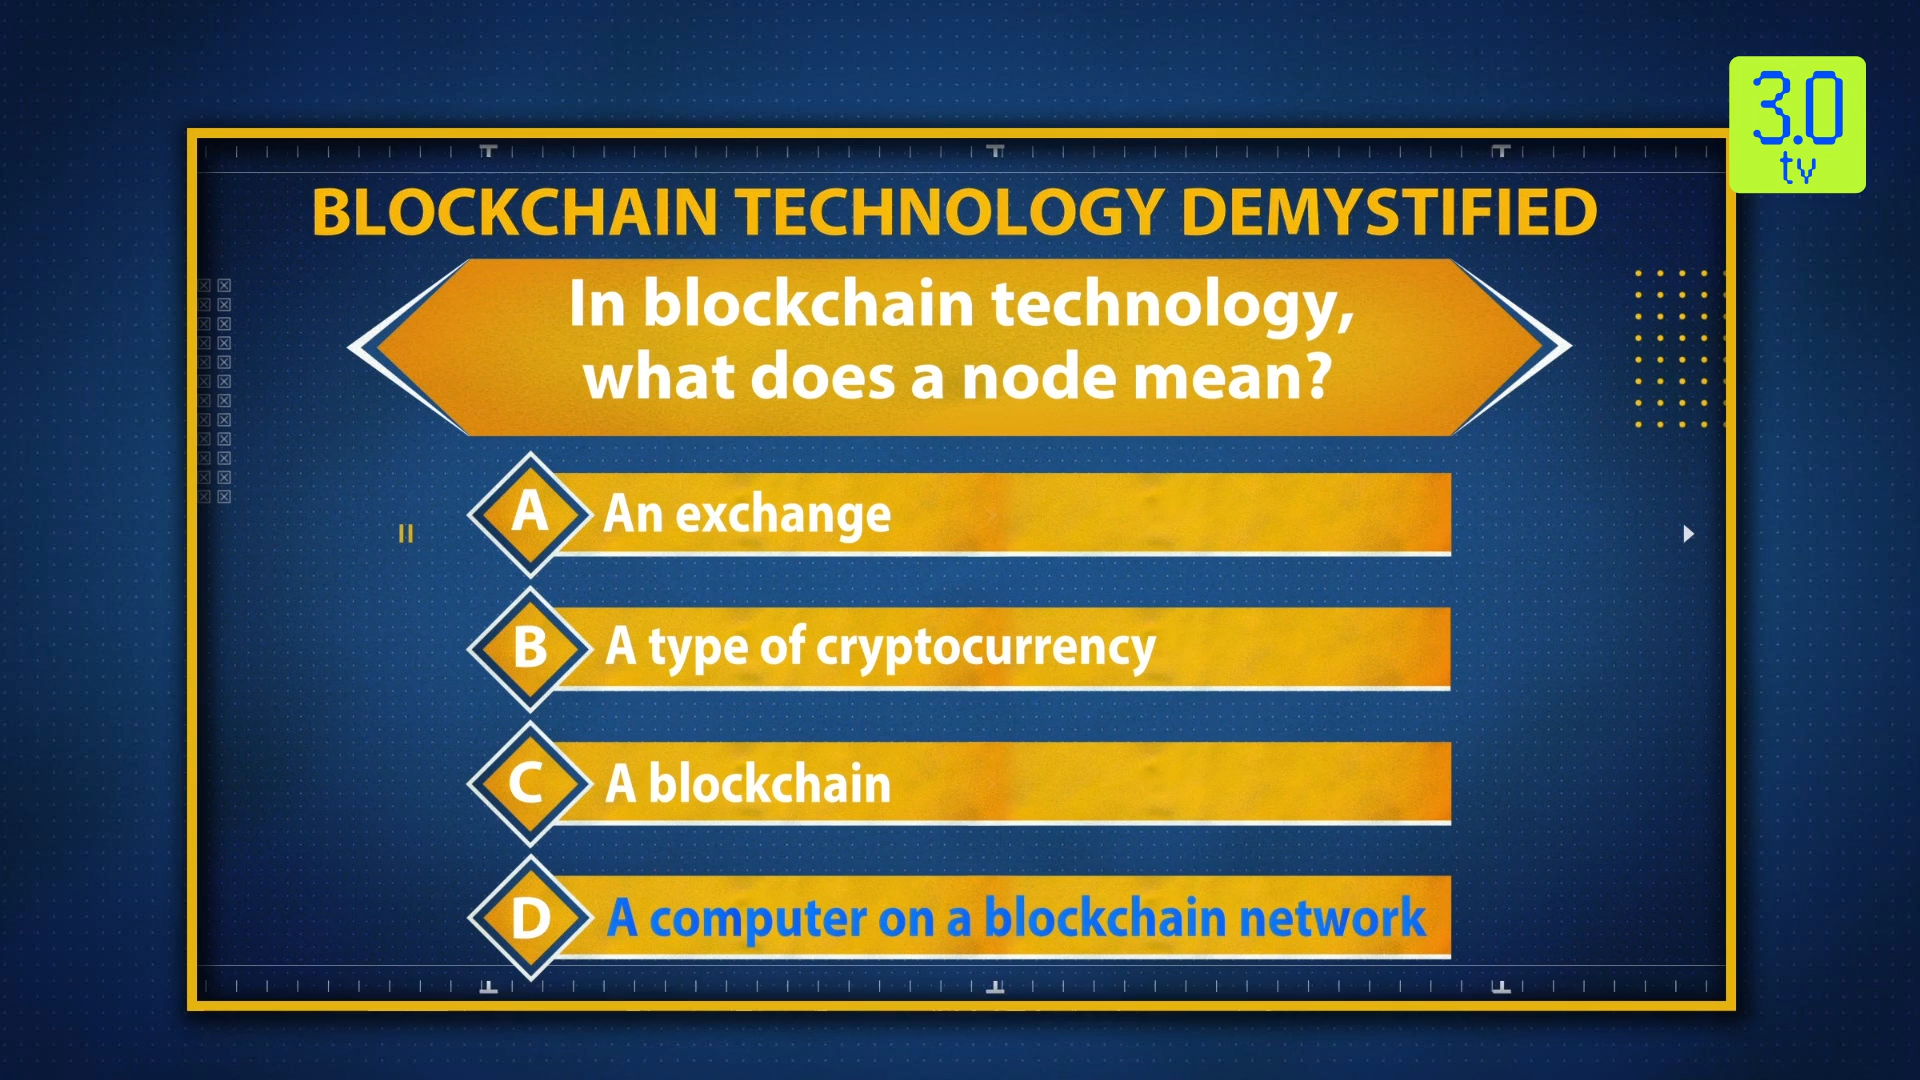 3.0
tv
BLOCKCHAIN TECHNOLOGY DEMYSTIFIED
In blockchain technology,
what does a node mean?
A An exchange
B A type of cryptocurrency
C A blockchain
D A computer on a blockchain network